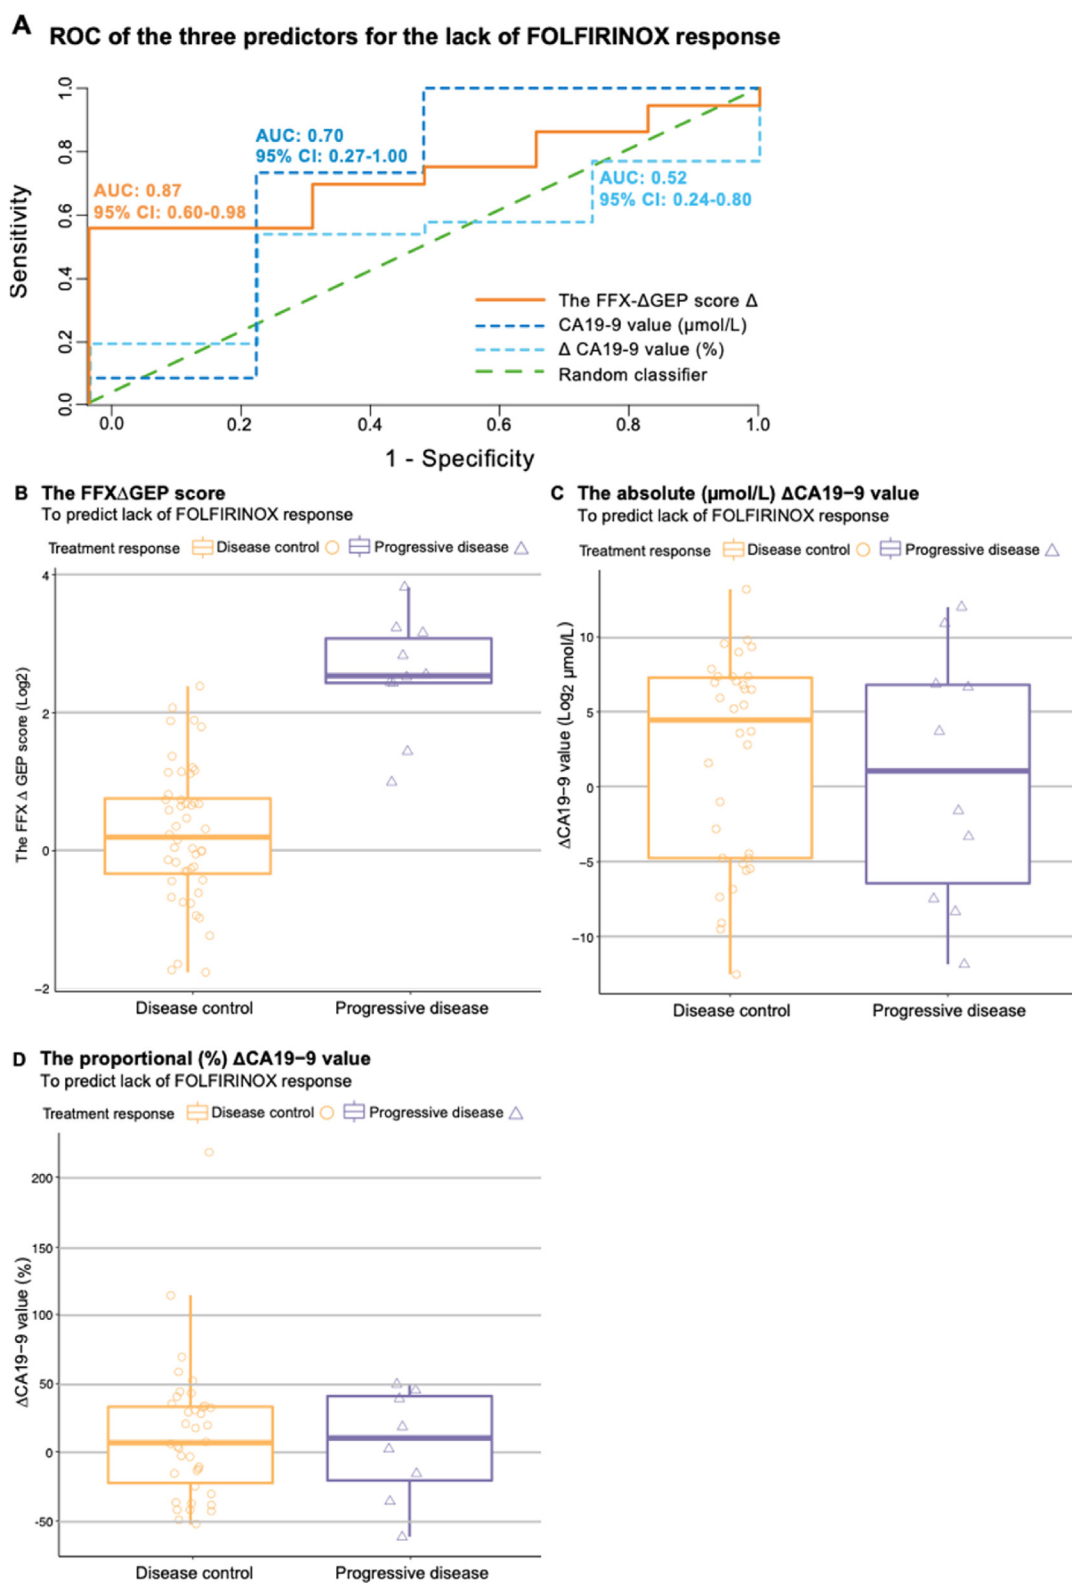 A ROC of the three predictors for the lack of FOLFIRINOX response
Sensitivity
1.0
0.8
0.6
0.4
0.2
0.0
AUC: 0.70
95% CI: 0.27-1.00
AUC: 0.87
95% CI: 0.60-0.98
AUC: 0.52
95% CI: 0.24-0.80
The FFX-ΔGEP score Δ
CA19-9 value (µmol/L)
Δ CA19-9 value (%)
Random classifier
0.0 0.2 0.4 0.6 0.8 1.0
1 - Specificity
B The FFXΔGEP score
To predict lack of FOLFIRINOX response
Treatment response Disease control Progressive disease
The FFX Δ GEP score (Log2)
4
2
0
−2
Disease control Progressive disease
C The absolute (µmol/L) ΔCA19−9 value
To predict lack of FOLFIRINOX response
Treatment response Disease control Progressive disease
ΔCA19−9 value (Log2 µmol/L)
10
5
0
−5
−10
Disease control Progressive disease
D The proportional (%) ΔCA19−9 value
To predict lack of FOLFIRINOX response
Treatment response Disease control Progressive disease
ΔCA19−9 value (%)
200
150
100
50
0
-50
Disease control Progressive disease